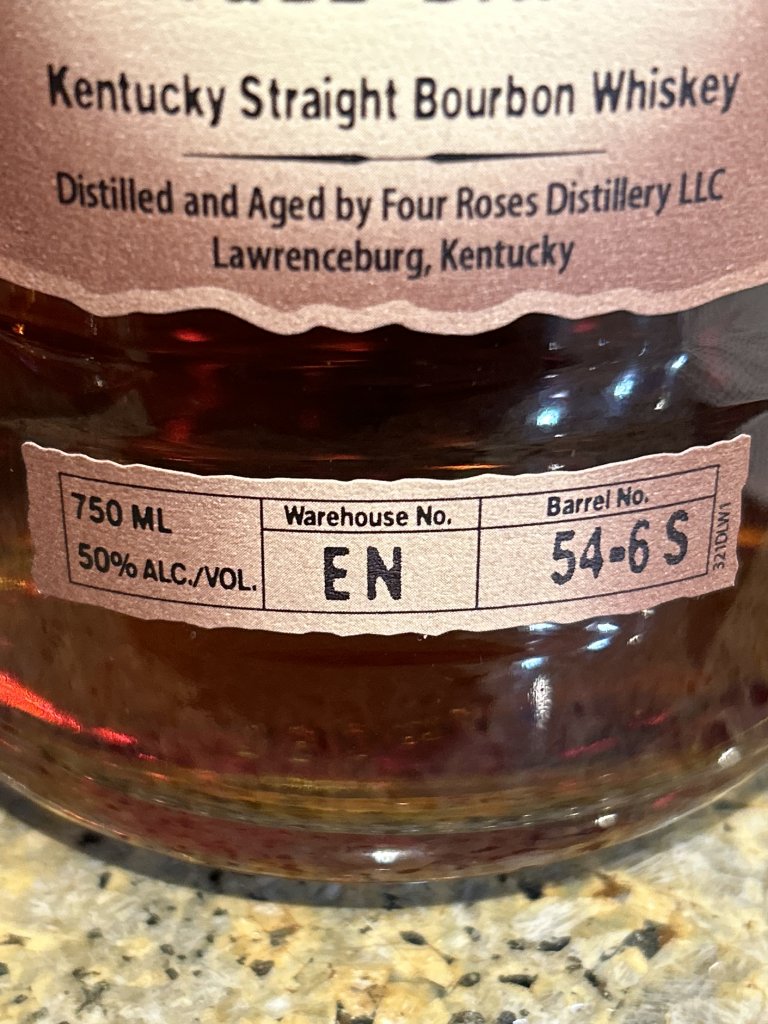 Kentucky Straight Bourbon Whiskey
Distilled and Aged by Four Roses Distillery LLC
Lawrenceburg, Kentucky
750 ML
50% ALC./VOL.
Warehouse No.
EN
Barrel No.
54-6 S